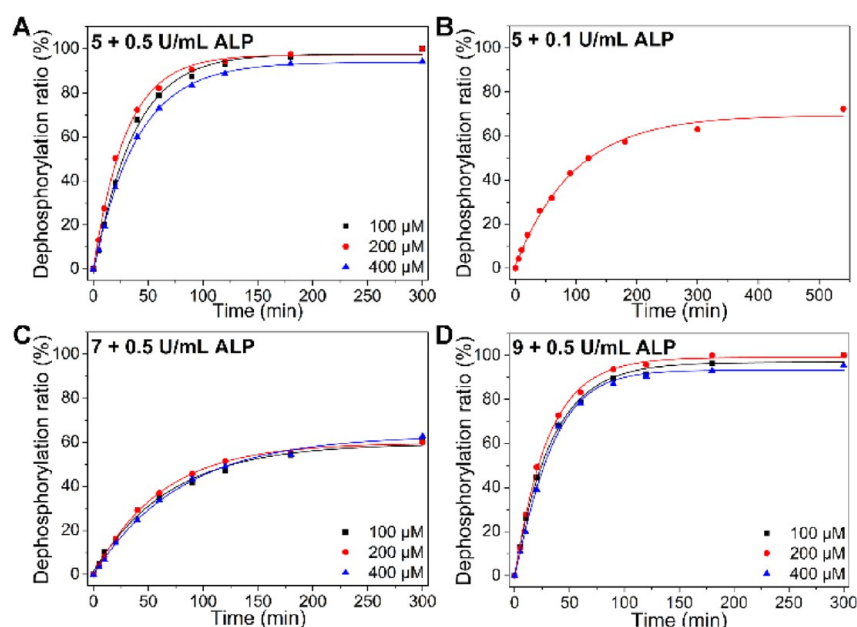 A
5 + 0.5 U/mL ALP
Dephosphorylation ratio (%)
100
80
60
40
20
0
100 μM
200 μM
400 μM
0 50 100 150 200 250 300
Time (min)
B
5 + 0.1 U/mL ALP
Dephosphorylation ratio (%)
100
80
60
40
20
0
0 100 200 300 400 500
Time (min)
C
7 + 0.5 U/mL ALP
Dephosphorylation ratio (%)
100
80
60
40
20
0
100 μM
200 μM
400 μM
0 50 100 150 200 250 300
Time (min)
D
9 + 0.5 U/mL ALP
Dephosphorylation ratio (%)
100
80
60
40
20
0
100 μM
200 μM
400 μM
0 50 100 150 200 250 300
Time (min)